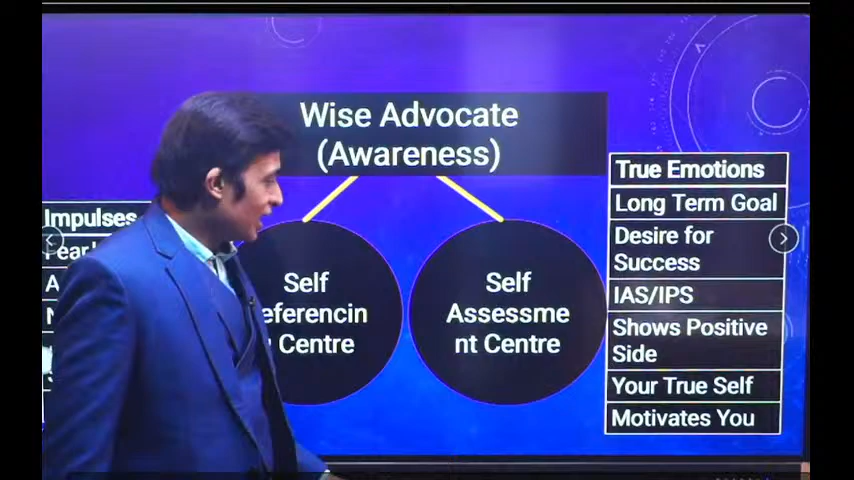 Wise Advocate
(Awareness)
Impulses
Self
Centre
Self
Assessme
nt Centre
True Emotions
Long Term Goal
Desire for
Success
IAS/IPS
Shows Positive
Side
Your True Self
Motivates You